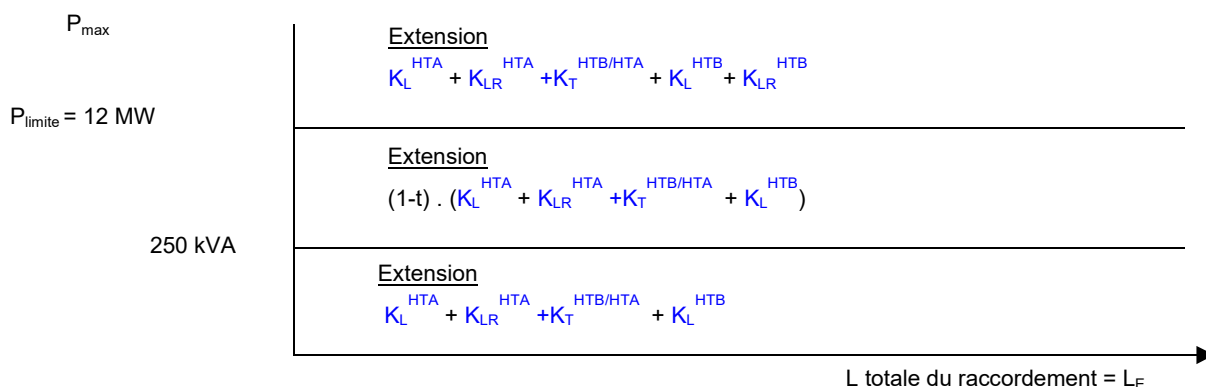 P_max
Extension
K_L^HTA + K_LR^HTA +K_T^HTB/HTA + K_L^HTB + K_LR^HTB
P_limite = 12 MW
Extension
(1-t) . (K_L^HTA + K_LR^HTA +K_T^HTB/HTA + K_L^HTB)
250 kVA
Extension
K_L^HTA + K_LR^HTA +K_T^HTB/HTA + K_L^HTB
L totale du raccordement = L_E